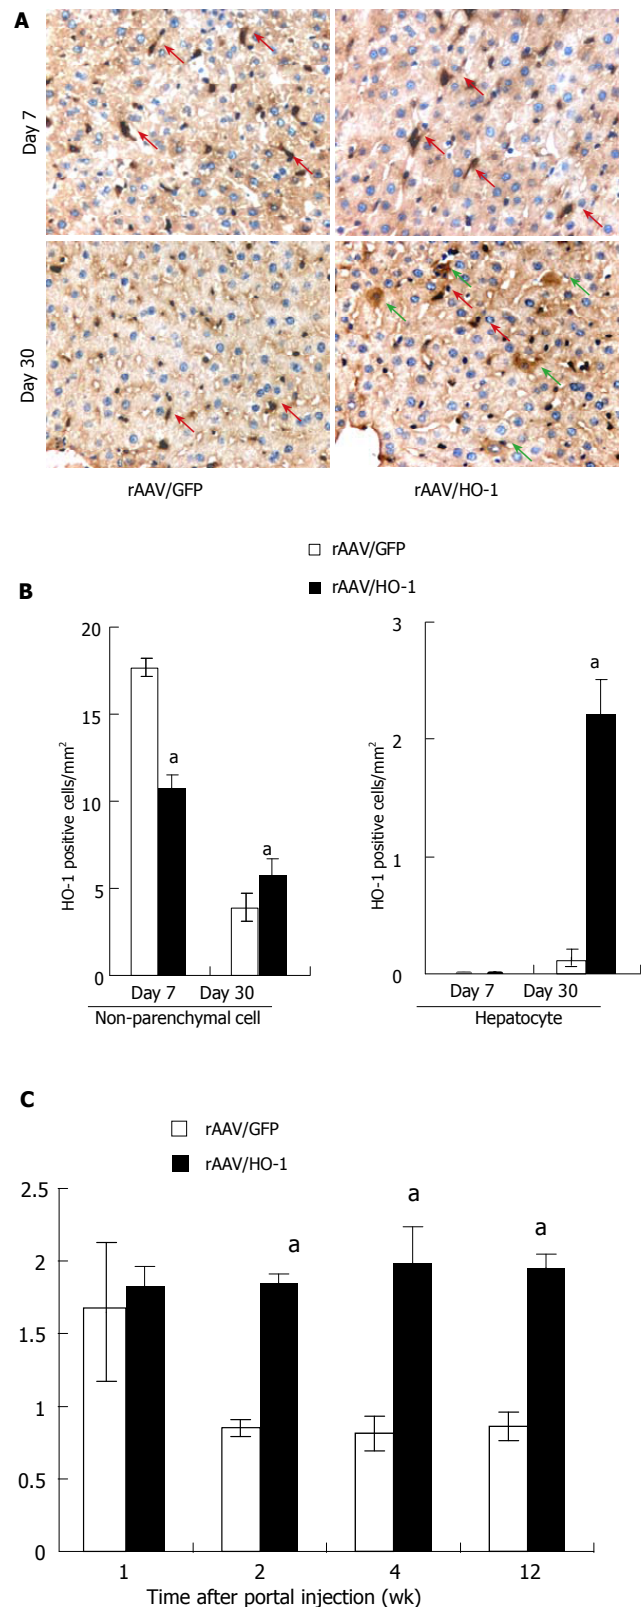 A
Day 7
Day 30
rAAV/GFP rAAV/HO-1
rAAV/GFP
rAAV/HO-1
B
HO-1 positive cells/mm²
20
15
10
5
0
a
a
Day 7 Day 30
Non-parenchymal cell
HO-1 positive cells/mm²
3
2
1
0
a
Day 7 Day 30
Hepatocyte
C
rAAV/GFP
rAAV/HO-1
2.5
2
1.5
1
0.5
0
a
a
a
1 2 4 12
Time after portal injection (wk)